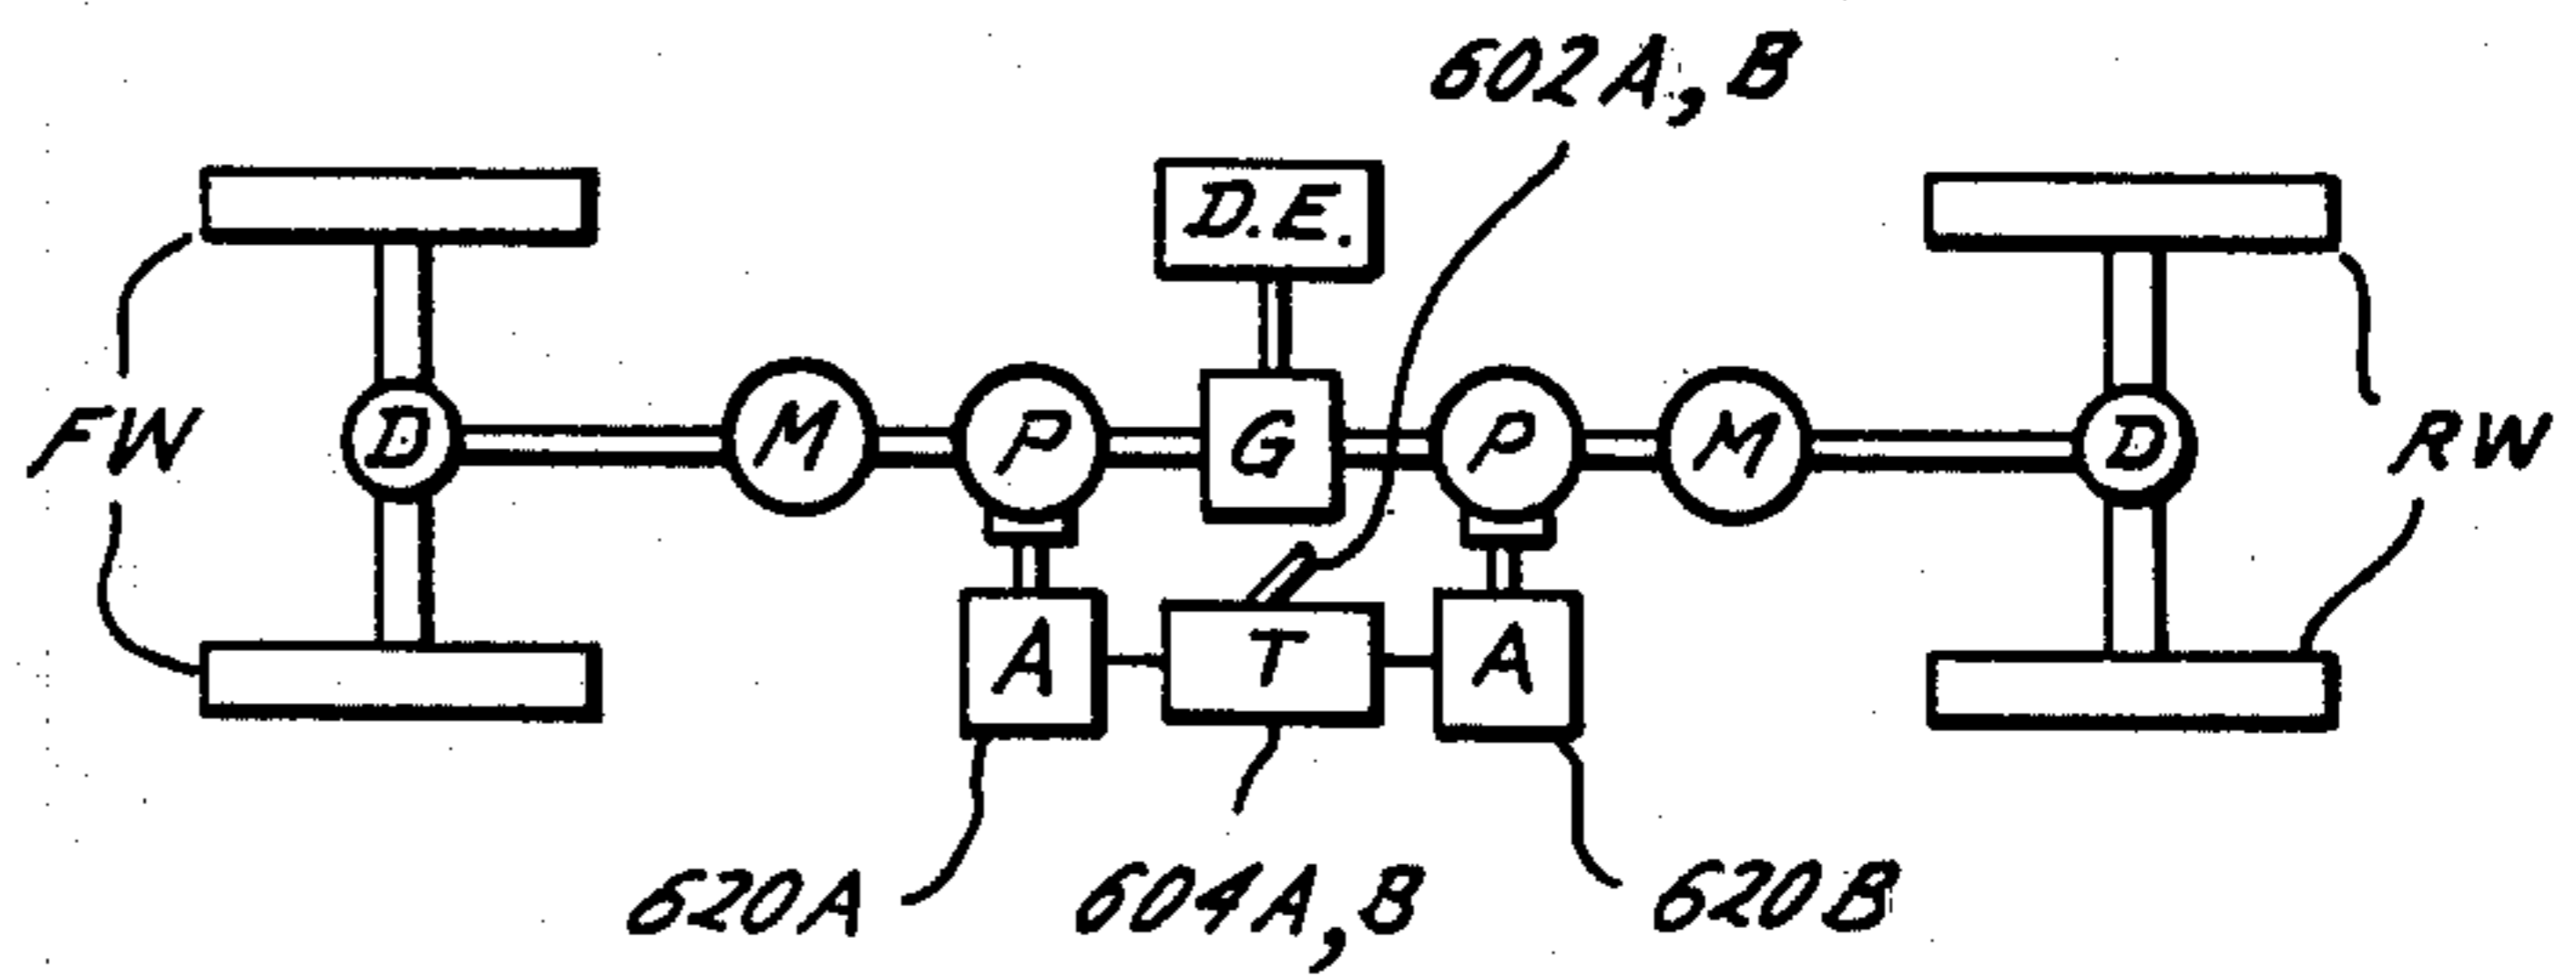 602A, B
D.E.
FW D M P G P M D RW
A T A
620A 604A, B 620B